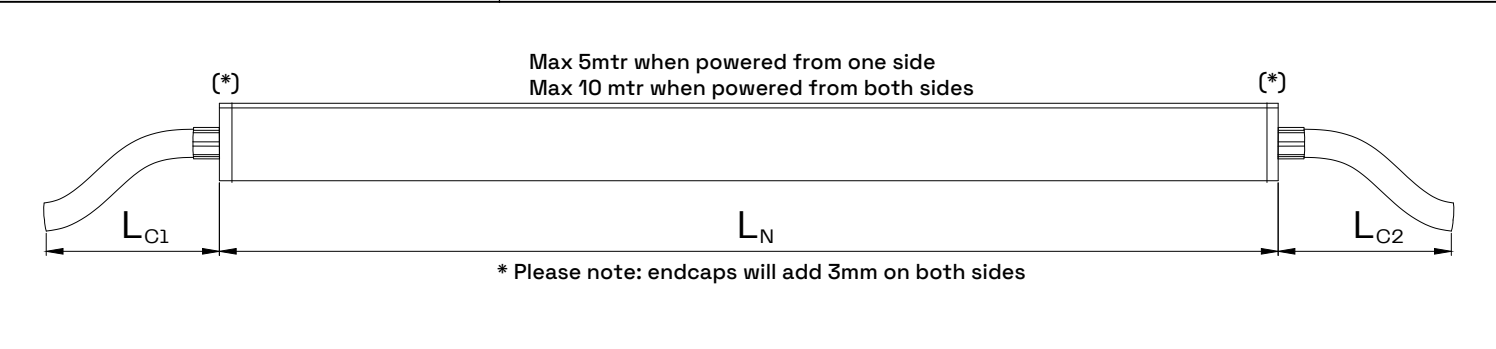 Max 5mtr when powered from one side
Max 10 mtr when powered from both sides
(*)
(*)
LC1
LN
LC2
* Please note: endcaps will add 3mm on both sides